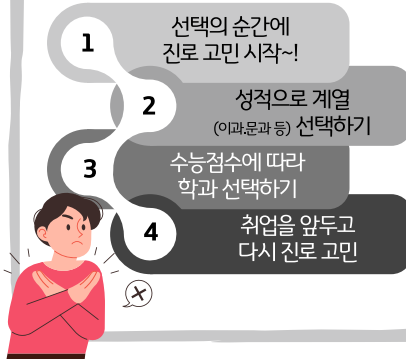 1
선택의 순간에
진로 고민 시작~!
2
성적으로 계열
(이과.문과 등) 선택하기
3
수능점수에 따라
학과 선택하기
4
취업을 앞두고
다시 진로 고민